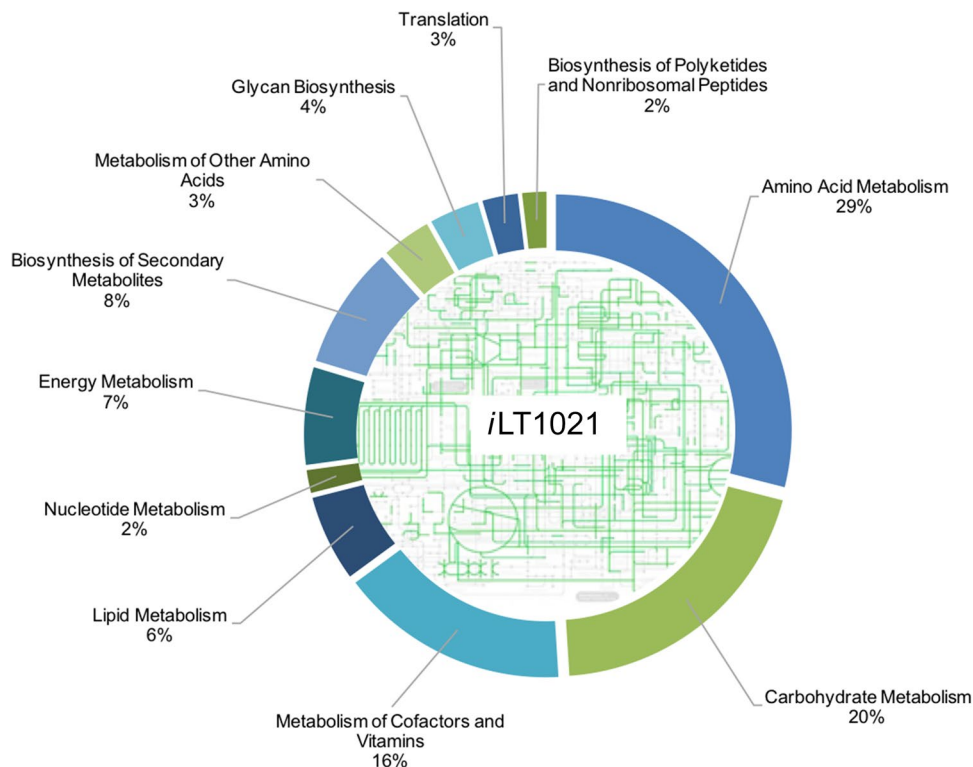 Translation
3%
Biosynthesis of Polyketides
and Nonribosomal Peptides
2%
Glycan Biosynthesis
4%
Metabolism of Other Amino
Acids
3%
Amino Acid Metabolism
29%
Biosynthesis of Secondary
Metabolites
8%
Energy Metabolism
7%
iLT1021
Nucleotide Metabolism
2%
Lipid Metabolism
6%
Carbohydrate Metabolism
20%
Metabolism of Cofactors and
Vitamins
16%